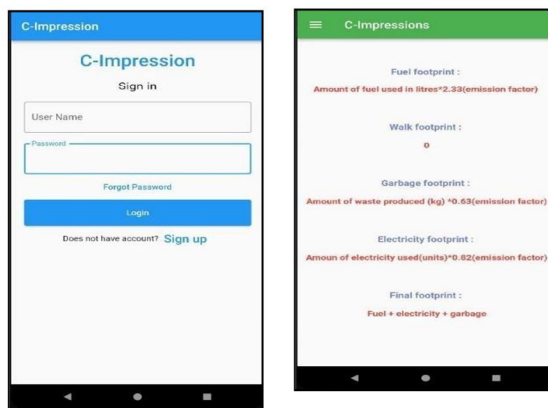 C-Impression
C-Impression
Sign in
User Name
Password
Forgot Password
Login
Does not have account? Sign up
C-Impressions
Fuel footprint :
Amount of fuel used in litres*2.33(emission factor)
Walk footprint :
0
Garbage footprint :
Amount of waste produced (kg) *0.63(emission factor)
Electricity footprint :
Amoun of electricity used(units)*0.82(emission factor)
Final footprint :
Fuel + electricity + garbage